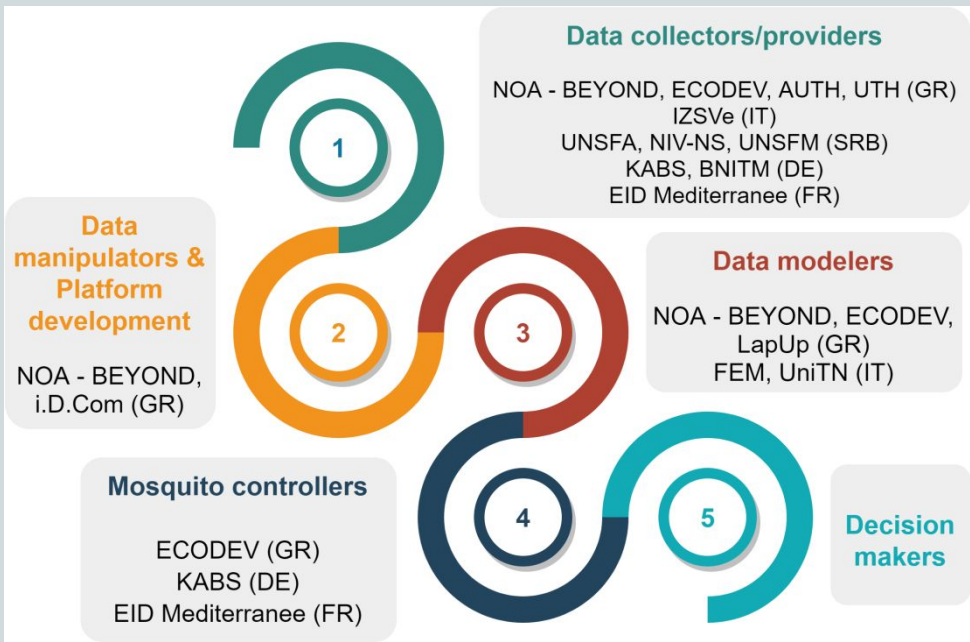 Data collectors/providers
NOA - BEYOND, ECODEV, AUTH, UTH (GR)
IZSVe (IT)
UNSFA, NIV-NS, UNSFM (SRB)
KABS, BNITM (DE)
EID Mediterranee (FR)
1
Data
manipulators &
Platform
development
NOA - BEYOND,
i.D.Com (GR)
2
3
Data modelers
NOA - BEYOND, ECODEV,
LapUp (GR)
FEM, UniTN (IT)
Mosquito controllers
ECODEV (GR)
KABS (DE)
EID Mediterranee (FR)
4
5
Decision
makers